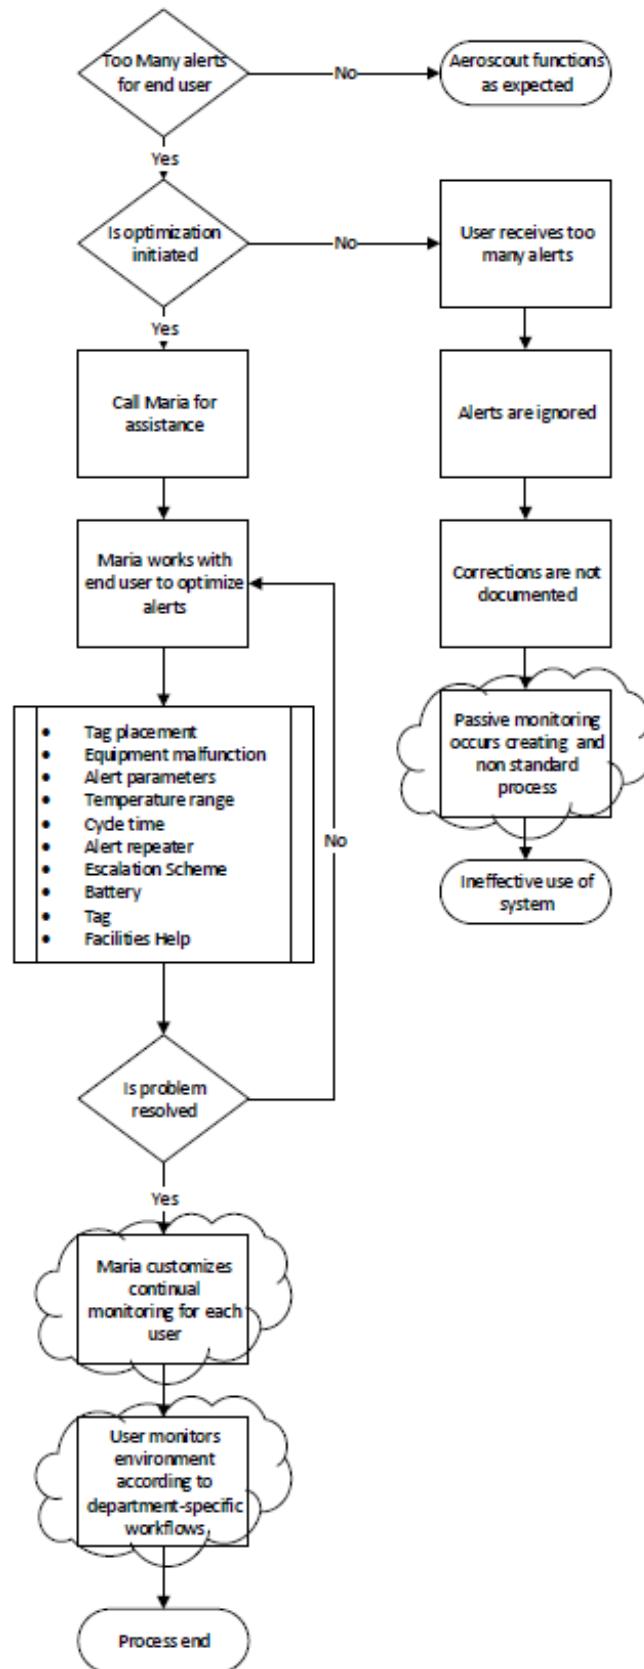 Too Many alerts
for end user
No
Aeroscout functions
as expected
Yes
Is optimization
initiated
No
User receives too
many alerts
Yes
Call Maria for
assistance
Alerts are ignored
Maria works with
end user to optimize
alerts
Corrections are not
documented
Passive monitoring
occurs creating and
non standard
process
• Tag placement
• Equipment malfunction
• Alert parameters
• Temperature range
• Cycle time
• Alert repeater
• Escalation Scheme
• Battery
• Tag
• Facilities Help
No
Ineffective use of
system
Is problem
resolved
Yes
Maria customizes
continual
monitoring for each
user
User monitors
environment
according to
department-specific
workflows
Process end